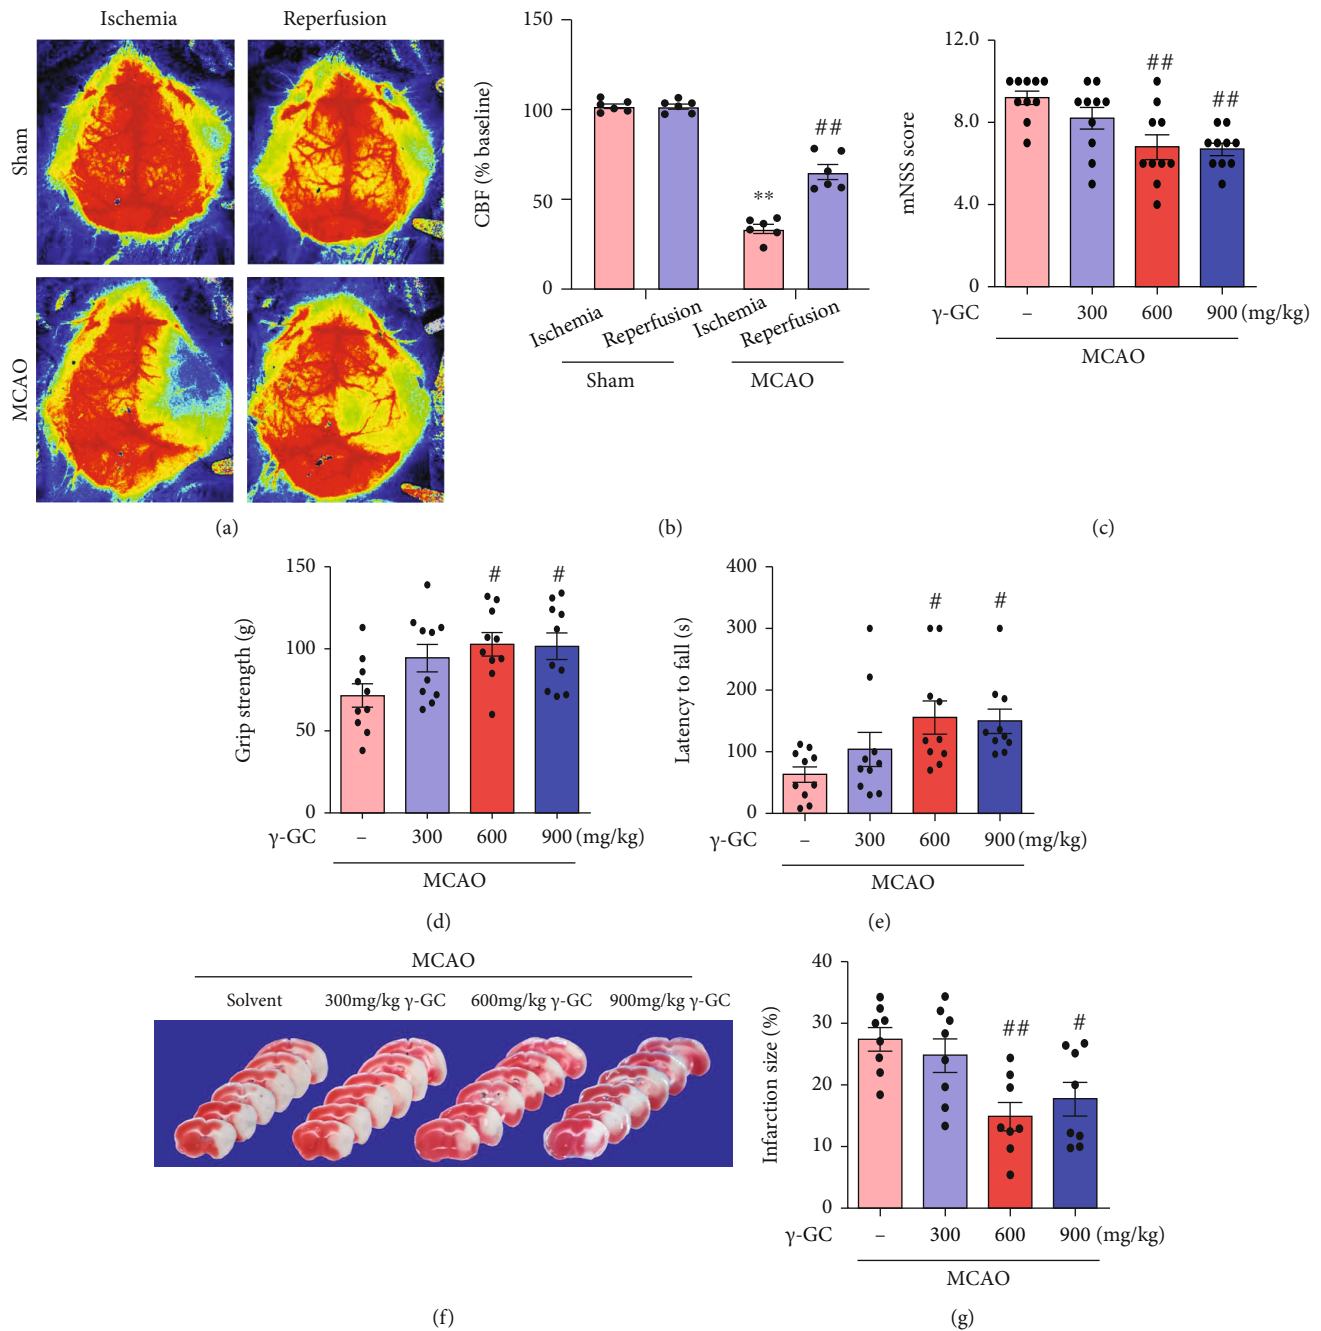 Ischemia Reperfusion
Sham
MCAO
(a)
CBF (% baseline)
150
100
50
0
**
##
Ischemia Reperfusion Ischemia Reperfusion
Sham MCAO
(b)
mNSS score
12.0
8.0
4.0
0
##
##
γ-GC – 300 600 900 (mg/kg)
MCAO
(c)
Grip strength (g)
150
100
50
0
# #
γ-GC – 300 600 900 (mg/kg)
MCAO
(d)
Latency to fall (s)
400
300
200
100
0
# #
γ-GC – 300 600 900 (mg/kg)
MCAO
(e)
MCAO
Solvent 300mg/kg γ-GC 600mg/kg γ-GC 900mg/kg γ-GC
(f)
Infarction size (%)
40
30
20
10
0
## #
γ-GC – 300 600 900 (mg/kg)
MCAO
(g)